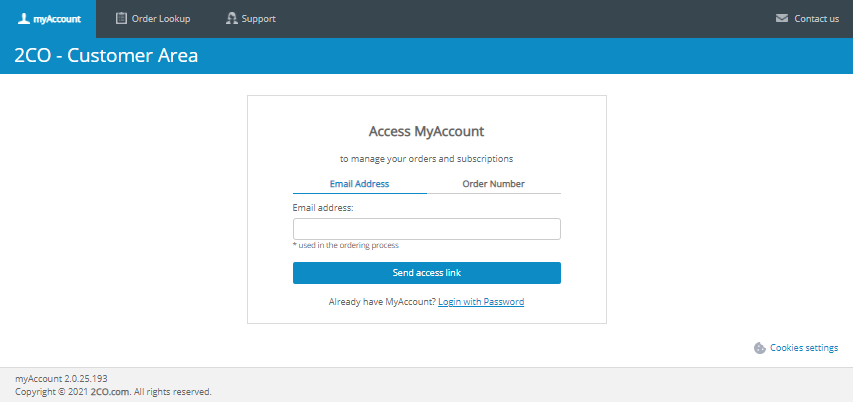 myAccount Order Lookup Support Contact us
2CO - Customer Area
Access MyAccount
to manage your orders and subscriptions
Email Address Order Number
Email address:
* used in the ordering process
Send access link
Already have MyAccount? Login with Password
Cookies settings
myAccount 2.0.25.193
Copyright © 2021 2CO.com. All rights reserved.